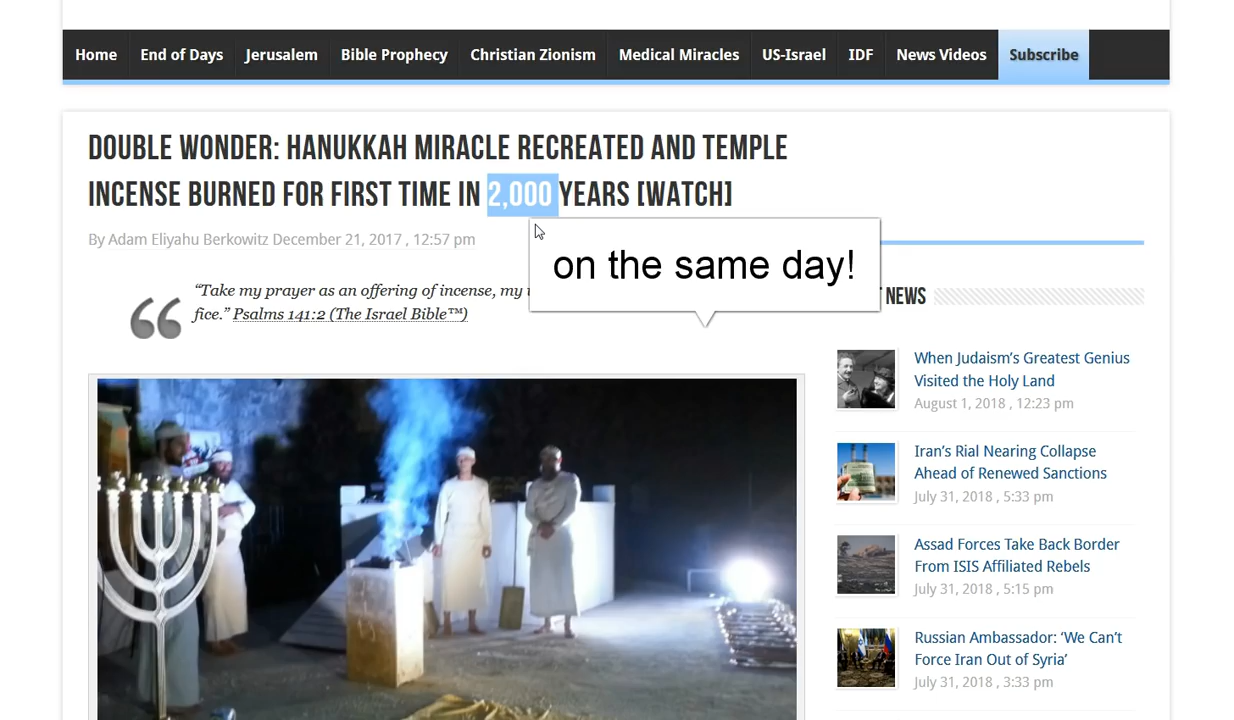 Home End of Days Jerusalem Bible Prophecy Christian Zionism Medical Miracles US-Israel IDF News Videos Subscribe
DOUBLE WONDER: HANUKKAH MIRACLE RECREATED AND TEMPLE
INCENSE BURNED FOR FIRST TIME IN 2,000 YEARS [WATCH]
By Adam Eliyahu Berkowitz December 21, 2017 , 12:57 pm
on the same day!
“Take my prayer as an offering of incense, my
fice.” Psalms 141:2 (The Israel Bible™)
NEWS
When Judaism’s Greatest Genius
Visited the Holy Land
August 1, 2018 , 12:23 pm
Iran’s Rial Nearing Collapse
Ahead of Renewed Sanctions
July 31, 2018 , 5:33 pm
Assad Forces Take Back Border
From ISIS Affiliated Rebels
July 31, 2018 , 5:15 pm
Russian Ambassador: ‘We Can’t
Force Iran Out of Syria’
July 31, 2018 , 3:33 pm